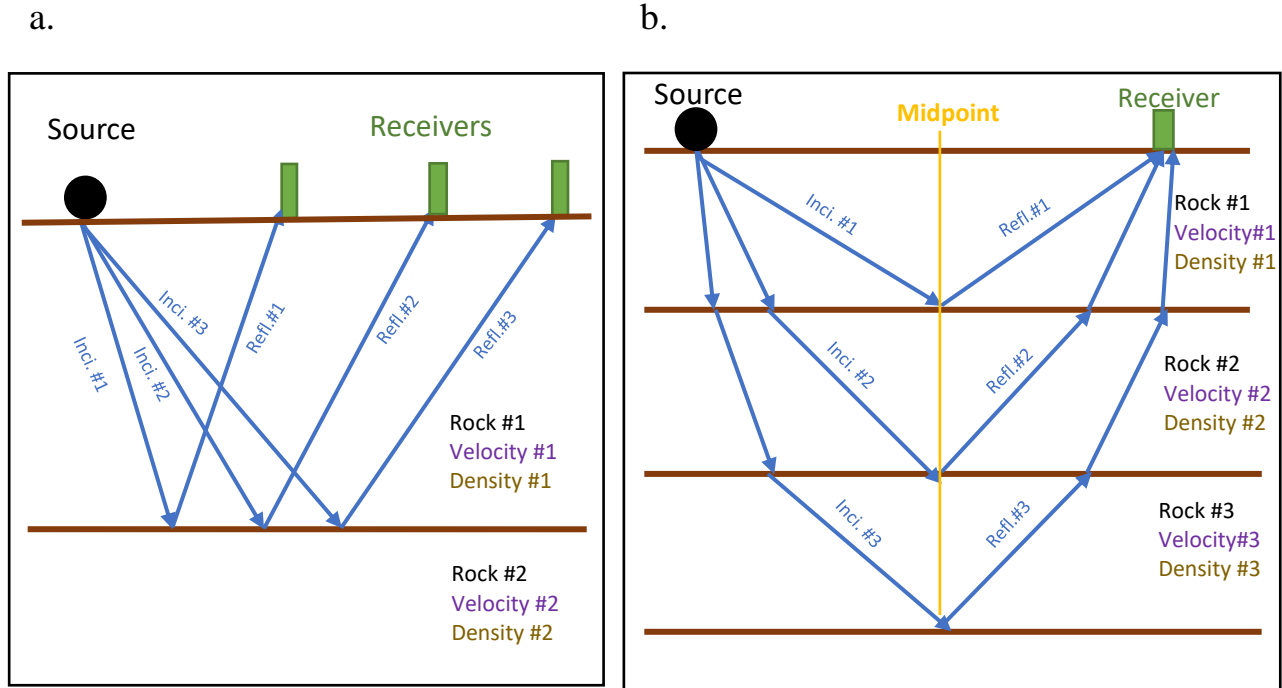 a.
Source
Receivers
Inci. #1
Inci. #2
Inci. #3
Refl.#1
Refl.#2
Refl.#3
Rock #1
Velocity #1
Density #1
Rock #2
Velocity #2
Density #2
b.
Source
Midpoint
Receiver
Inci. #1
Refl.#1
Rock #1
Velocity#1
Density #1
Inci. #2
Refl.#2
Rock #2
Velocity #2
Density #2
Inci. #3
Refl.#3
Rock #3
Velocity#3
Density #3